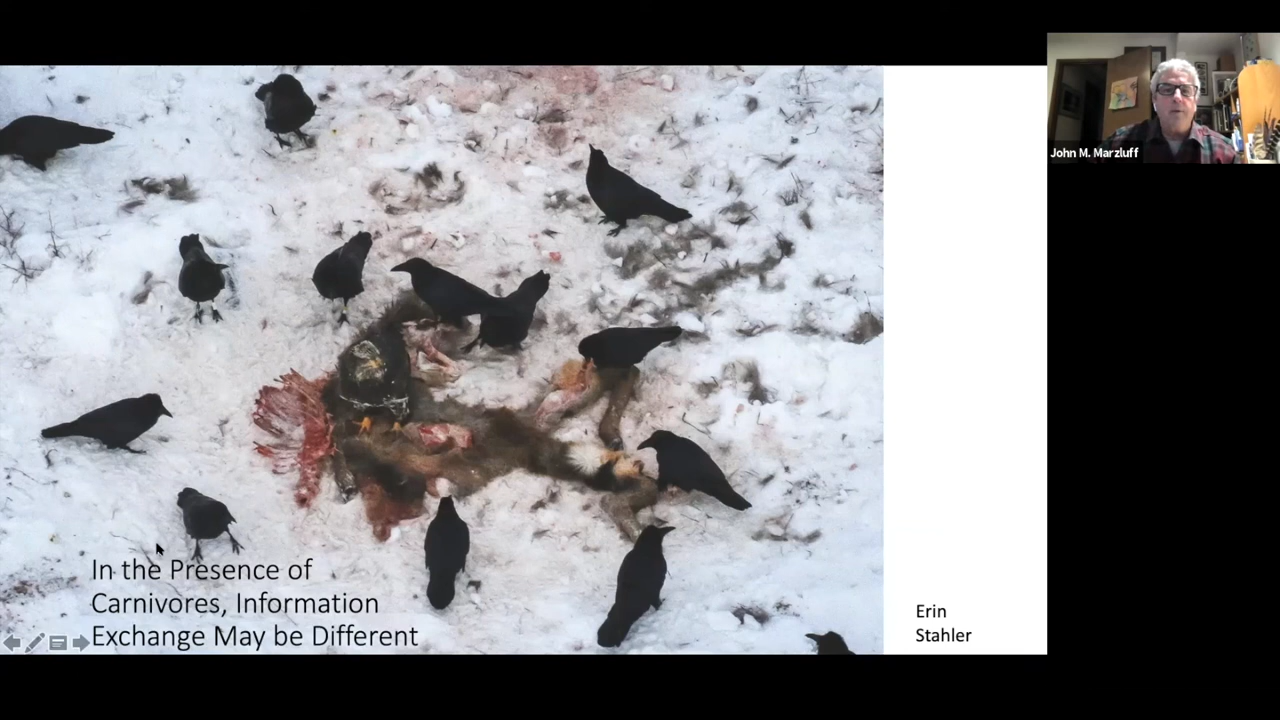 John M. Marzluff
In the Presence of
Carnivores, Information
Exchange May be Different
Erin
Stahler